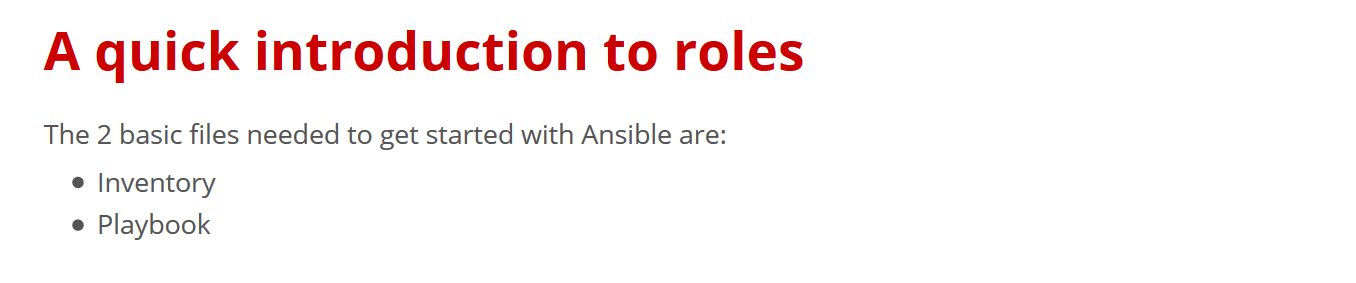 A quick introduction to roles
The 2 basic files needed to get started with Ansible are:
Inventory
Playbook